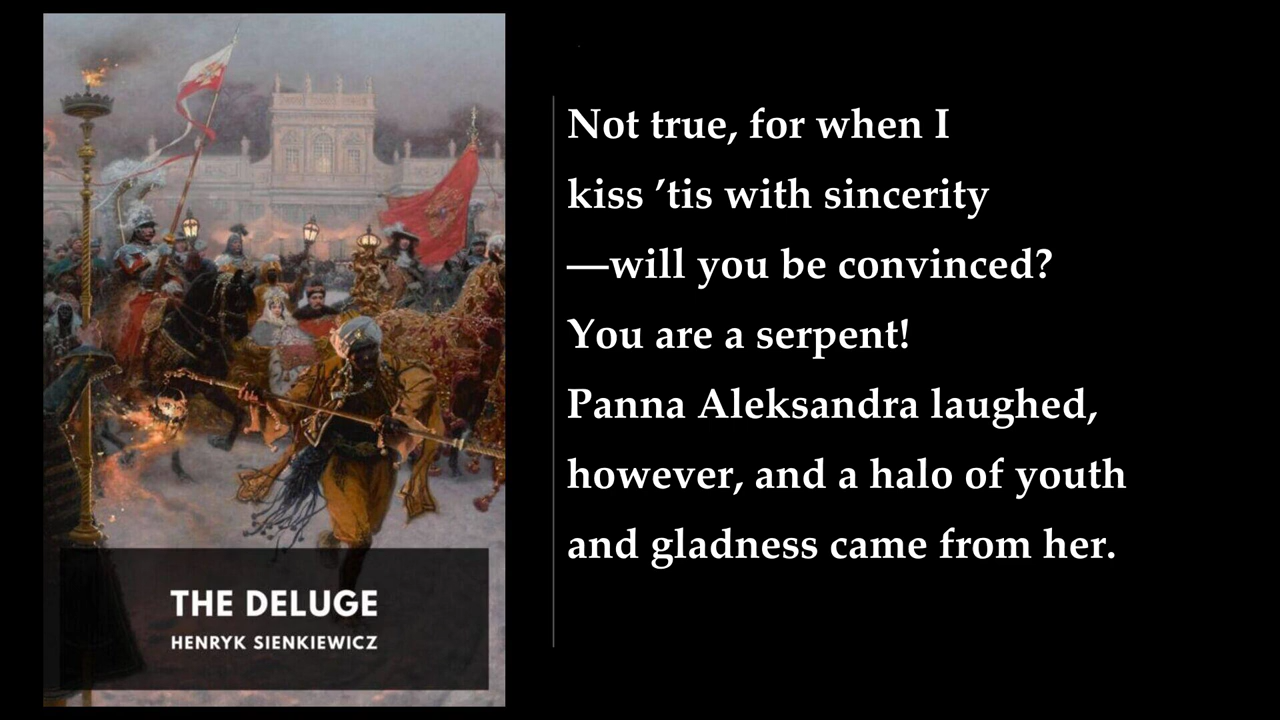 THE DELUGE
HENRYK SIENKIEWICZ
Not true, for when I
kiss ’tis with sincerity
—will you be convinced?
You are a serpent!
Panna Aleksandra laughed,
however, and a halo of youth
and gladness came from her.